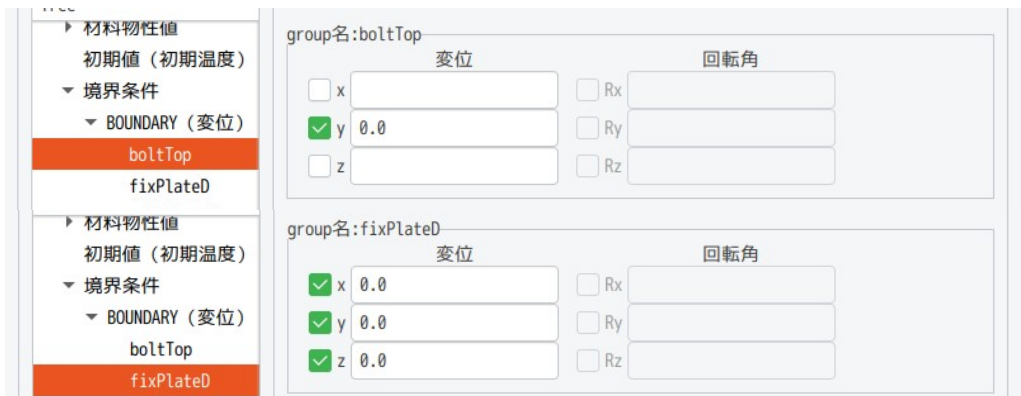 材料物性値
初期値 (初期温度)
境界条件
BOUNDARY (変位)
boltTop
fixPlateD
group名:boltTop
変位 回転角
x Rx
y 0.0 Ry
z Rz
材料物性値
初期値 (初期温度)
境界条件
BOUNDARY (変位)
boltTop
fixPlateD
group名:fixPlateD
変位 回転角
x 0.0 Rx
y 0.0 Ry
z 0.0 Rz